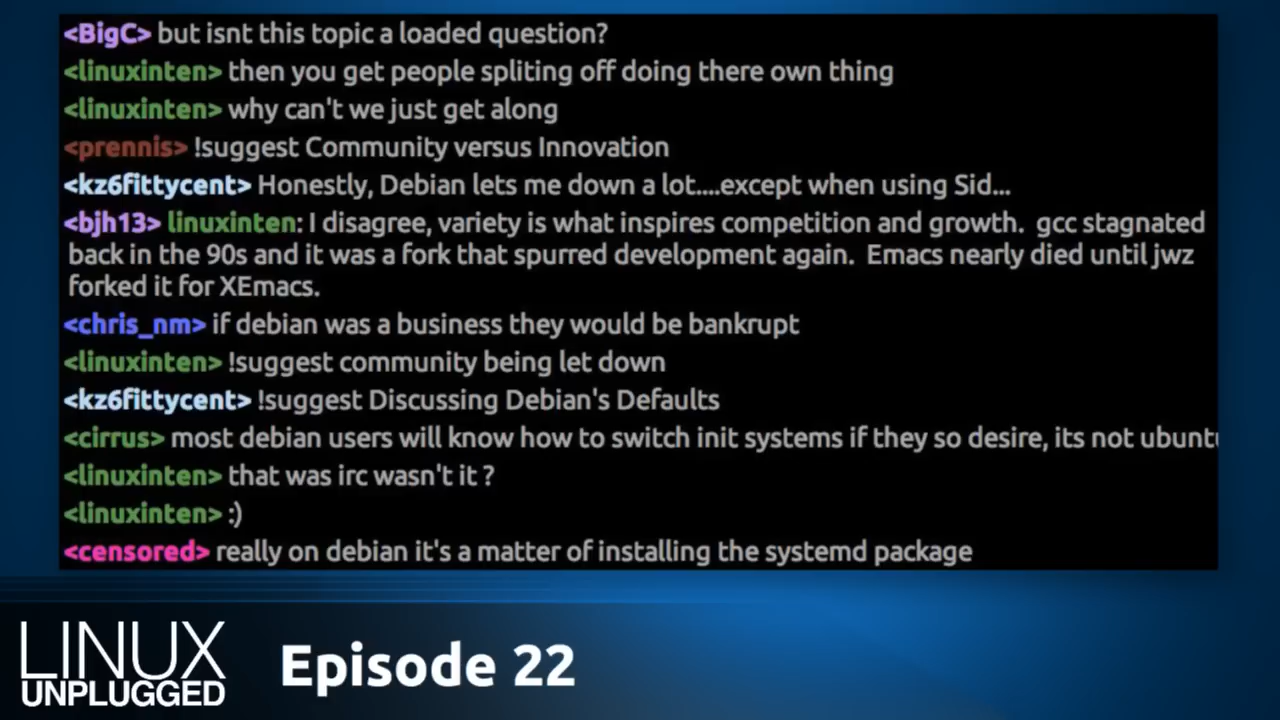 <BigC> but isnt this topic a loaded question?
<linuxinten> then you get people spliting off doing there own thing
<linuxinten> why can't we just get along
<prennis> !suggest Community versus Innovation
<kz6fittycent> Honestly, Debian lets me down a lot....except when using Sid...
<bjh13> linuxinten: I disagree, variety is what inspires competition and growth.  gcc stagnated
back in the 90s and it was a fork that spurred development again.  Emacs nearly died until jwz
forked it for XEmacs.
<chris_nm> if debian was a business they would be bankrupt
<linuxinten> !suggest community being let down
<kz6fittycent> !suggest Discussing Debian's Defaults
<cirrus> most debian users will know how to switch init systems if they so desire, its not
<linuxinten> that was irc wasn't it ?
<linuxinten> :)
<censored> really on debian it's a matter of installing the systemd package
LINUX
UNPLUGGED
Episode 22